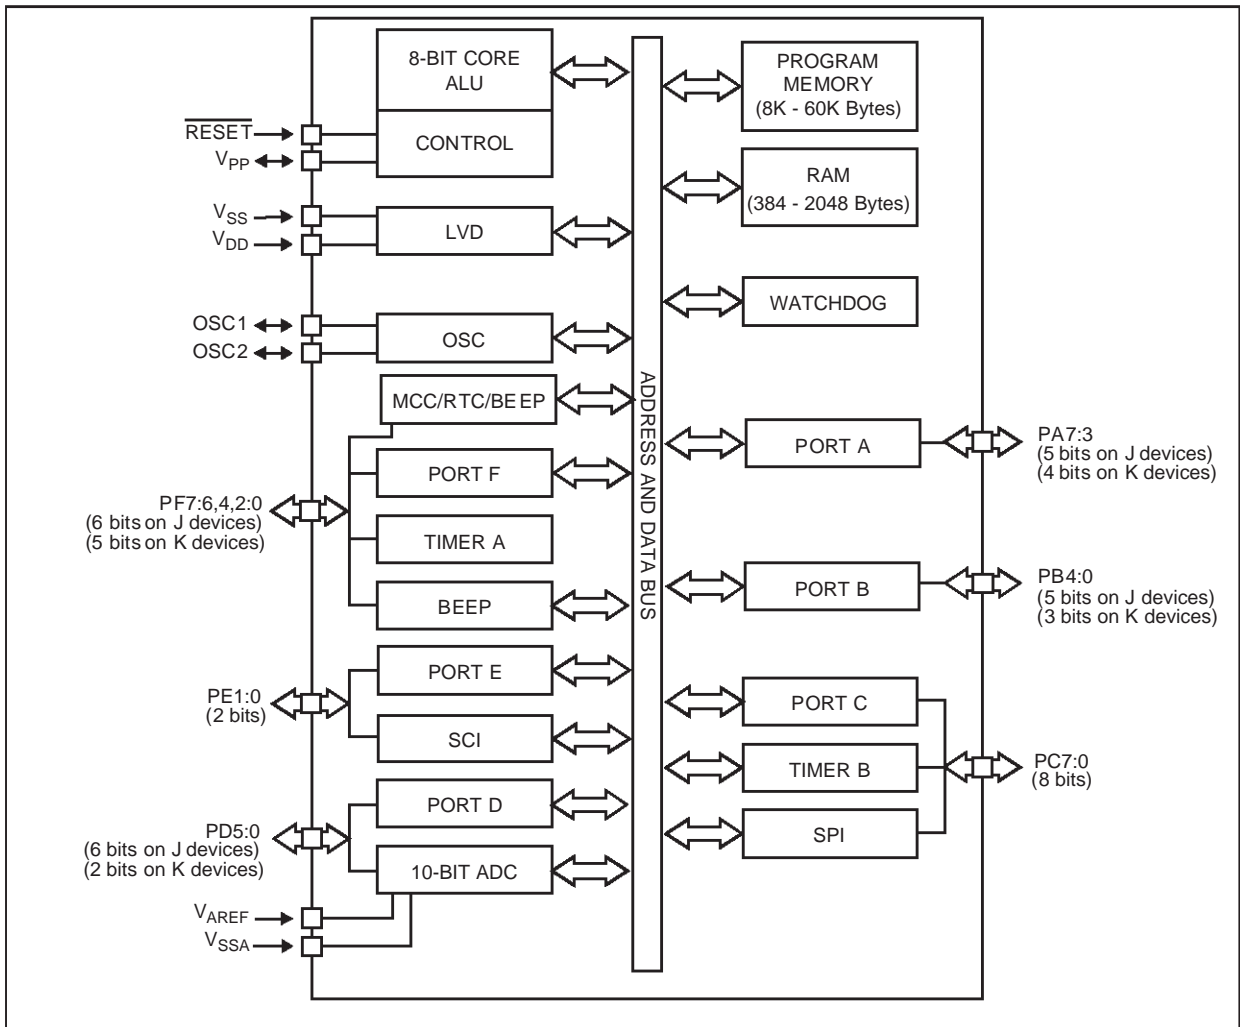 8-BIT CORE
ALU
CONTROL
RESET
VPP
VSS
VDD
LVD
OSC1
OSC2
OSC
MCC/RTC/BEEP
PORT F
PF7:6,4,2:0
(6 bits on J devices)
(5 bits on K devices)
TIMER A
BEEP
PORT E
PE1:0
(2 bits)
SCI
PORT D
PD5:0
(6 bits on J devices)
(2 bits on K devices)
10-BIT ADC
VAREF
VSSA
ADDRESS AND DATA BUS
PROGRAM
MEMORY
(8K - 60K Bytes)
RAM
(384 - 2048 Bytes)
WATCHDOG
PORT A
PA7:3
(5 bits on J devices)
(4 bits on K devices)
PORT B
PB4:0
(5 bits on J devices)
(3 bits on K devices)
PORT C
TIMER B
PC7:0
(8 bits)
SPI